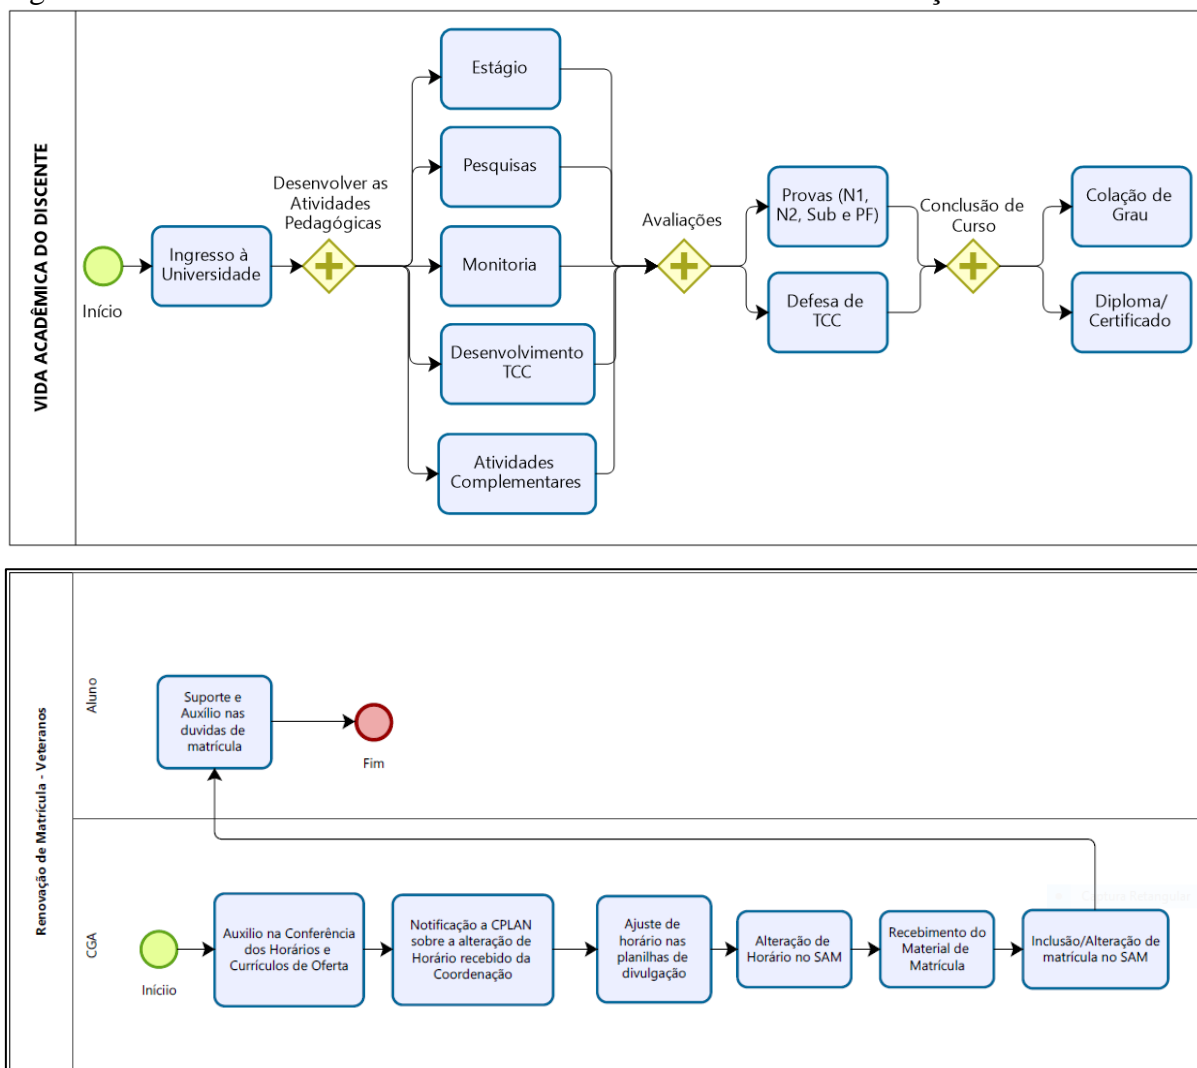 VIDA ACADÊMICA DO DISCENTE
Início
Ingresso à
Universidade
Desenvolver as
Atividades
Pedagógicas
Estágio
Pesquisas
Monitoria
Desenvolvimento
TCC
Atividades
Complementares
Avaliações
Provas (N1,
N2, Sub e PF)
Defesa de
TCC
Conclusão de
Curso
Colação de
Grau
Diploma/
Certificado
Renovação de Matrícula - Veteranos
Aluno
Suporte e
Auxílio nas
duvidas de
matrícula
Fim
CGA
Iníciio
Auxilio na Conferência
dos Horários e
Currículos de Oferta
Notificação a CPLAN
sobre a alteração de
Horário recebido da
Coordenação
Ajuste de
horário nas
planilhas de
divulgação
Alteração de
Horário no SAM
Recebimento do
Material de
Matrícula
Inclusão/Alteração de
matrícula no SAM